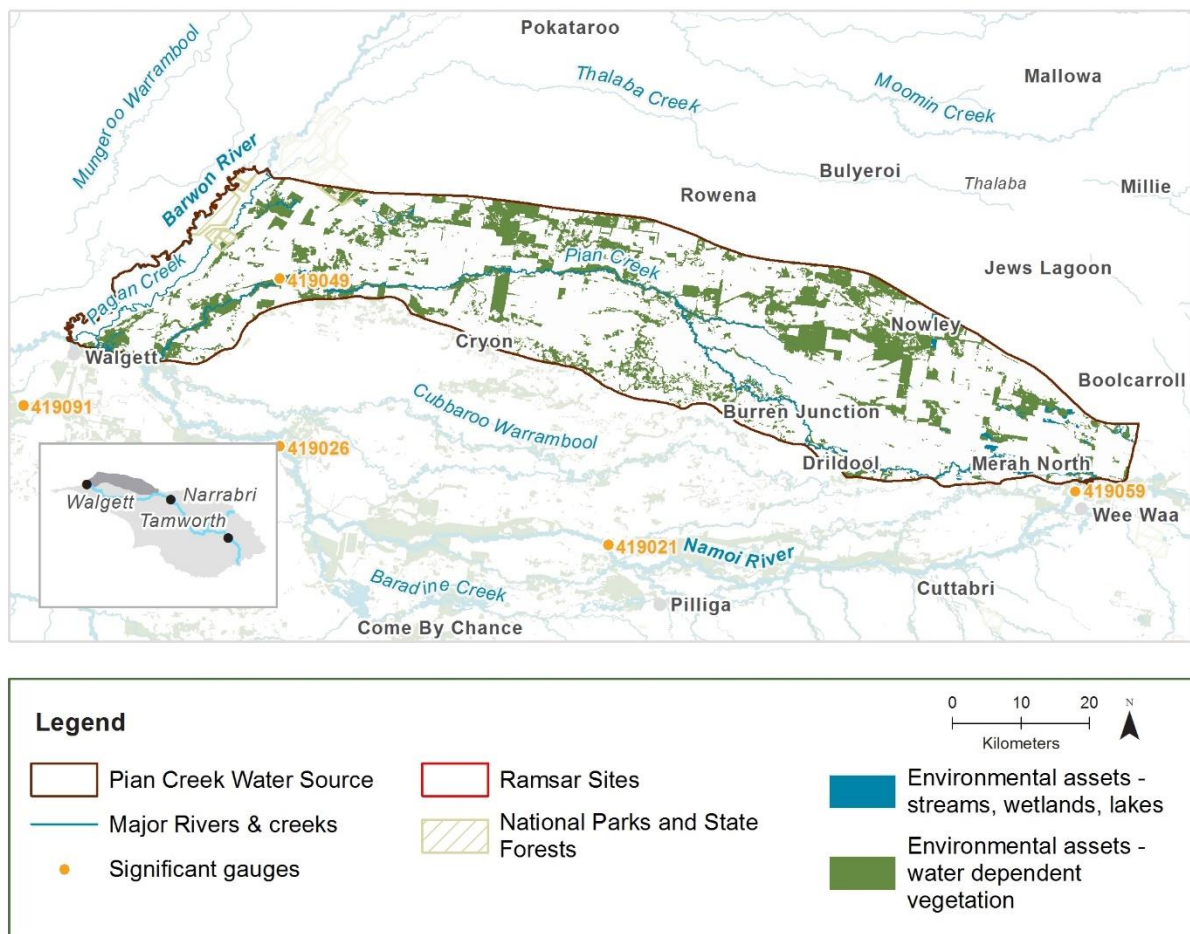 Pokataroo
Mungeroo Warrambool
Thalaba Creek
Moomin Creek
Mallowa
Barwon River
Bulyeroi
Thalaba
Millie
Rowena
Pian Creek
Jews Lagoon
419049
Pagan Creek
Nowley
Cryon
Walgett
Boolcarroll
419091
Cubbaroo Warrambool
Burren Junction
419026
Drildool
Merah North
419059
Wee Waa
Walgett
Narrabri
Tamworth
419021
Namoi River
Baradine Creek
Cuttabri
Pilliga
Come By Chance
Legend
0 10 20
Kilometers
N
Pian Creek Water Source
Major Rivers & creeks
Significant gauges
Ramsar Sites
National Parks and State
Forests
Environmental assets -
streams, wetlands, lakes
Environmental assets -
water dependent
vegetation